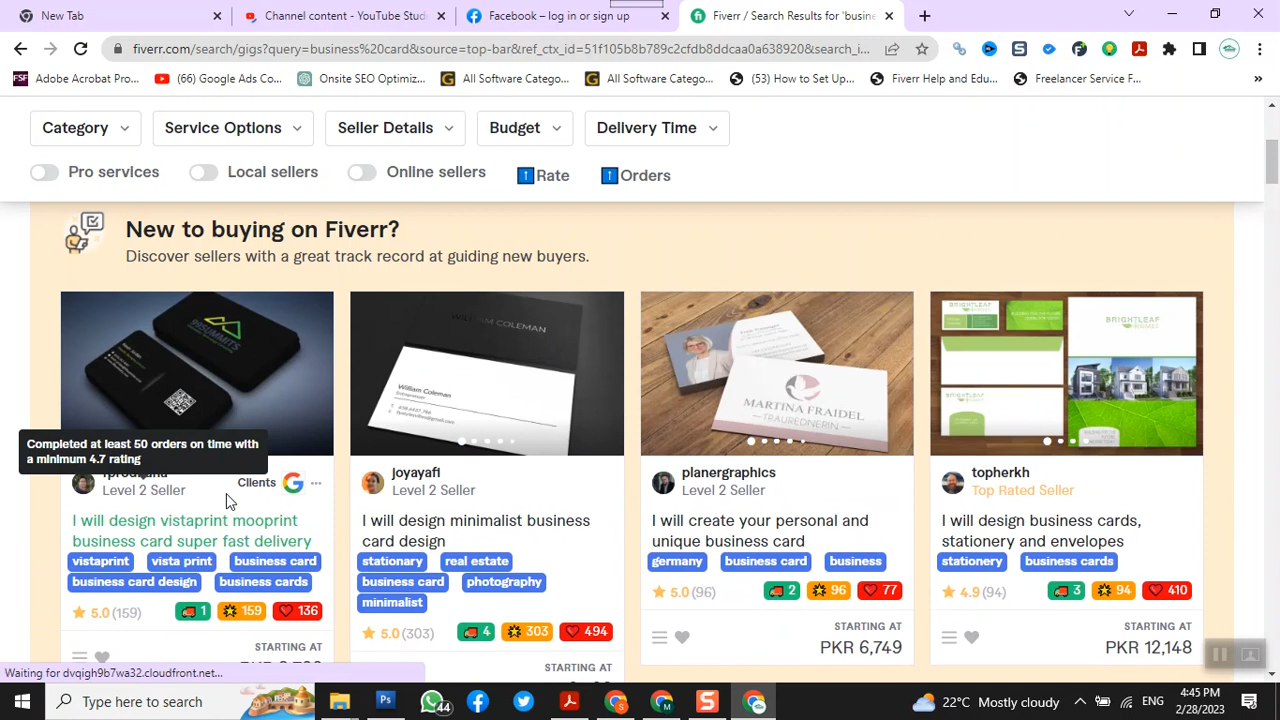 New Tab
Channel content - YouTube Studi
Facebook – log in or sign up
Fiverr / Search Results for 'busine
fiverr.com/search/gigs?query=business%20card&source=top-bar&ref_ctx_id=51f105b8b789c2cfdb8ddcaa0a638920&search_i...
Adobe Acrobat Pro...
(66) Google Ads Co...
Onsite SEO Optimiz...
All Software Catego...
All Software Catego...
(53) How to Set Up...
Fiverr Help and Edu...
Freelancer Service F...
»
Category
Service Options
Seller Details
Budget
Delivery Time
Pro services
Local sellers
Online sellers
Rate
Orders
New to buying on Fiverr?
Discover sellers with a great track record at guiding new buyers.
WILLIAM COLEMAN
William Coleman
MARTINA FRAIDEL
TRAUREDNERIN
BRIGHTLEAF
BRIGHTLEAF
Completed at least 50 orders on time with
a minimum 4.7 rating
Level 2 Seller
Clients
joyayafi
Level 2 Seller
planergraphics
Level 2 Seller
topherkh
Top Rated Seller
I will design vistaprint mooprint
business card super fast delivery
I will design minimalist business
card design
I will create your personal and
unique business card
I will design business cards,
stationery and envelopes
vistaprint
vista print
business card
business card design
business cards
stationary
real estate
business card
photography
minimalist
germany
business card
business
stationery
business cards
5.0 (159)
1
159
136
5.0 (303)
4
303
494
5.0 (96)
2
96
77
4.9 (94)
3
94
410
STARTING AT
STARTING AT
STARTING AT
PKR 6,749
STARTING AT
PKR 12,148
Waiting for dvqigh9b7wa32.cloudfront.net...
Type here to search
44
22°C Mostly cloudy
ENG
4:45 PM
2/28/2023